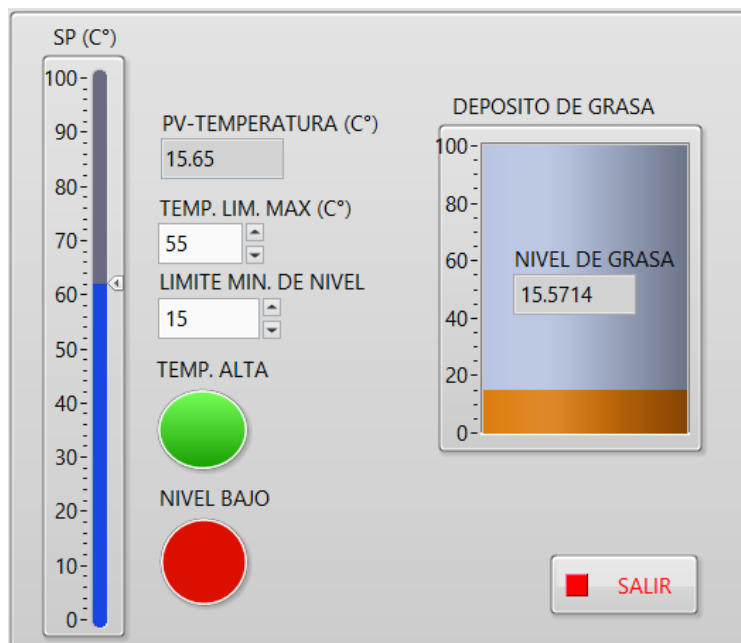 SP (C°)
100
90
80
70
60
50
40
30
20
10
0
PV-TEMPERATURA (C°)
15.65
TEMP. LIM. MAX (C°)
55
LIMITE MIN. DE NIVEL
15
TEMP. ALTA
NIVEL BAJO
DEPOSITO DE GRASA
100
80
60
40
20
0
NIVEL DE GRASA
15.5714
SALIR